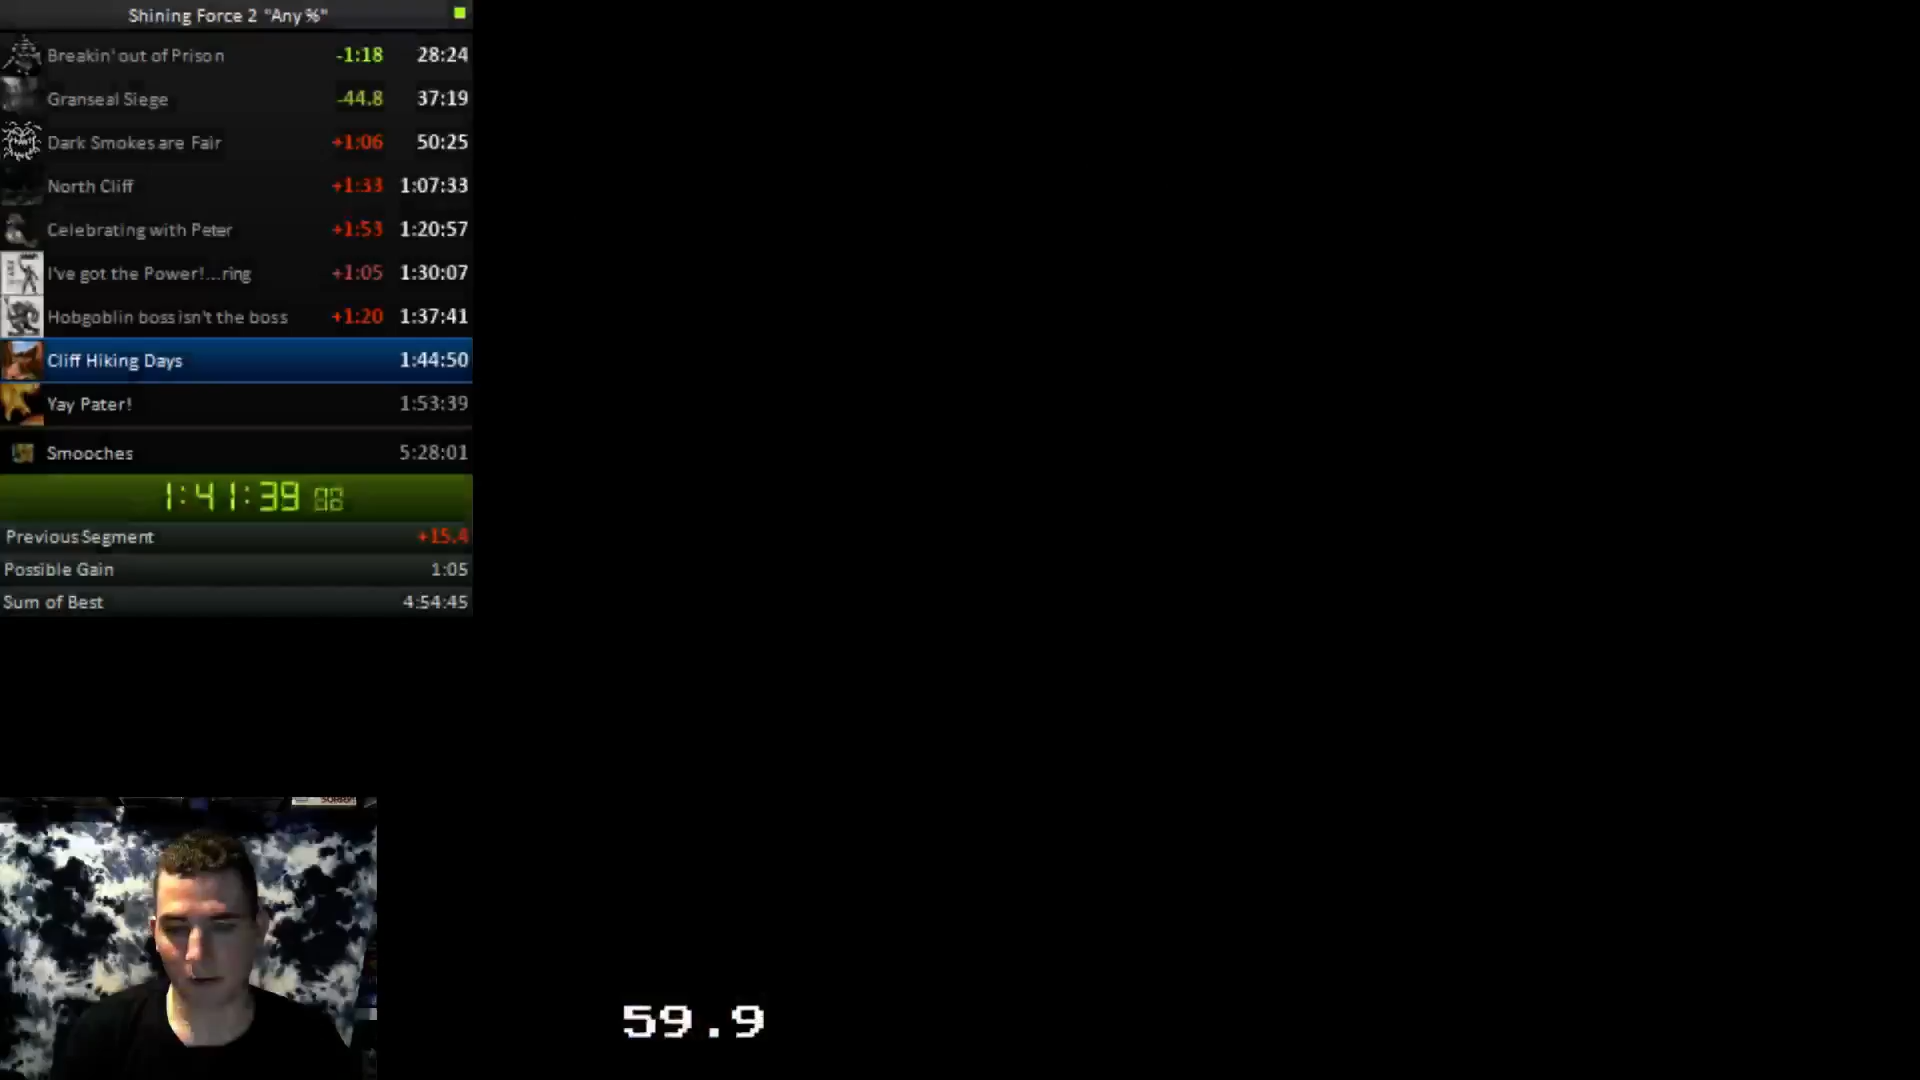 Shining Force 2 "Any%"
Breakin' out of Prison -1:18 28:24
Granseal Siege -44.8 37:19
Dark Smokes are Fair +1:06 50:25
North Cliff +1:33 1:07:33
Celebrating with Peter +1:53 1:20:57
I've got the Power!...ring +1:05 1:30:07
Hobgoblin boss isn't the boss +1:20 1:37:41
Cliff Hiking Days 1:44:50
Yay Pater! 1:53:39
Smooches 5:28:01
1:41:39
Previous Segment +15.4
Possible Gain 1:05
Sum of Best 4:54:45
59.9